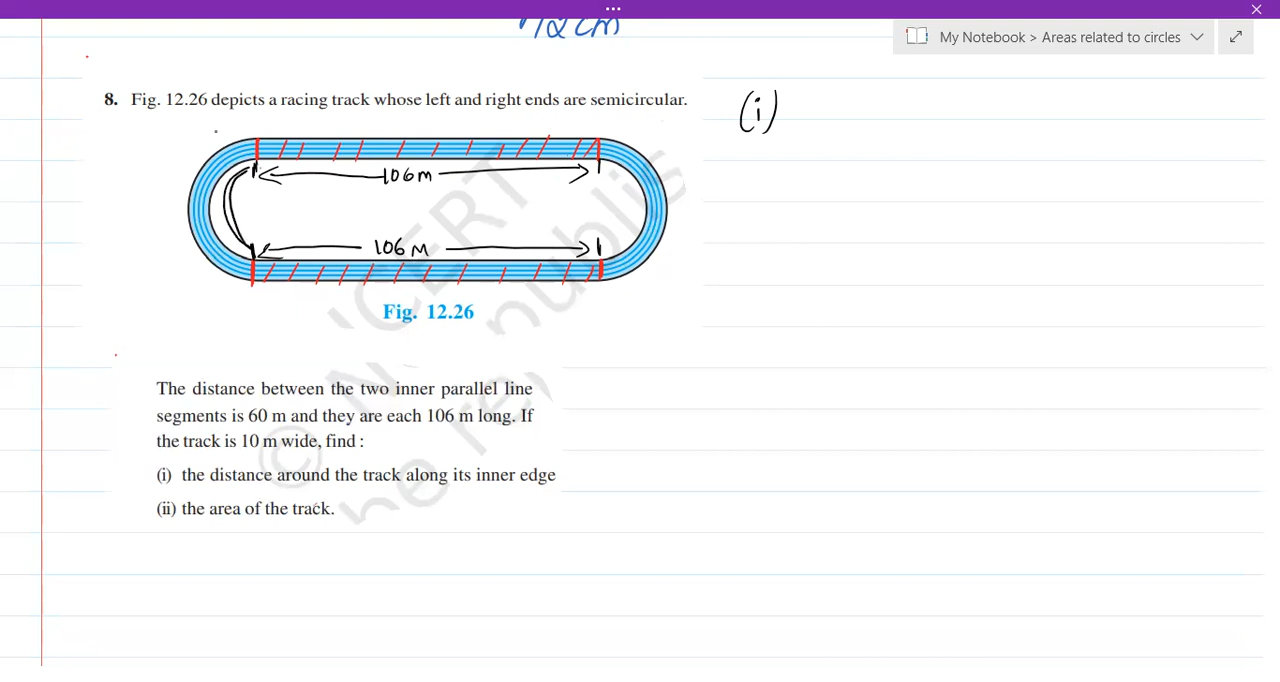 My Notebook > Areas related to circles
8. Fig. 12.26 depicts a racing track whose left and right ends are semicircular.
(i)
106m
106 M
Fig. 12.26
The distance between the two inner parallel line
segments is 60 m and they are each 106 m long. If
the track is 10 m wide, find :
(i) the distance around the track along its inner edge
(ii) the area of the track.
© NCERT